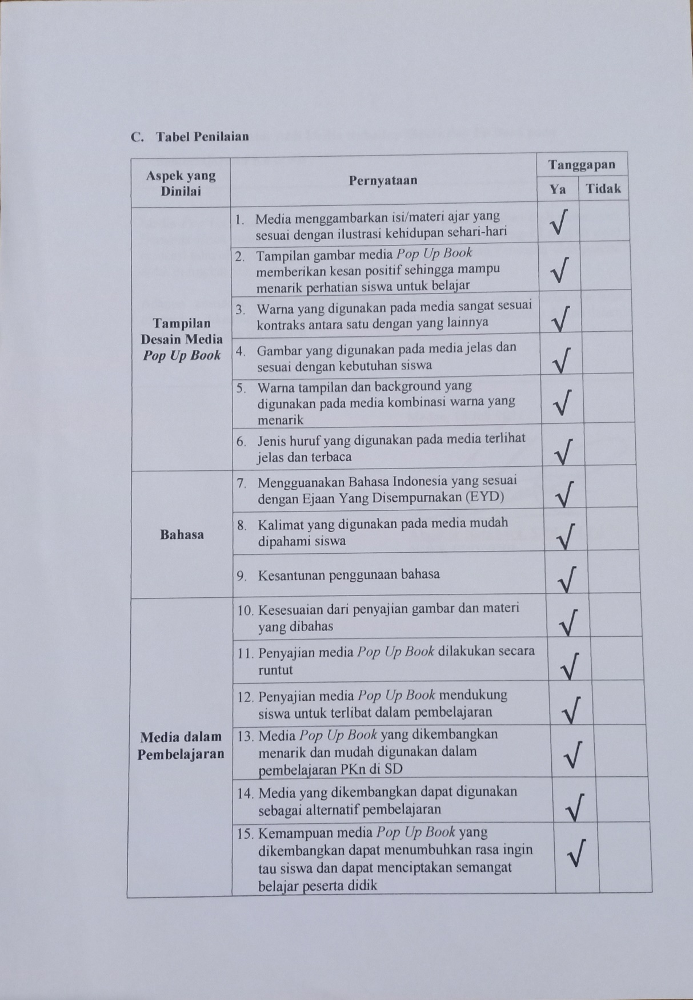 C. Tabel Penilaian
Aspek yang
Dinilai
Pernyataan
Tanggapan
Ya
Tidak
Tampilan
Desain Media
Pop Up Book
1. Media menggambarkan isi/materi ajar yang
sesuai dengan ilustrasi kehidupan sehari-hari
√
2. Tampilan gambar media Pop Up Book
memberikan kesan positif sehingga mampu
menarik perhatian siswa untuk belajar
√
3. Warna yang digunakan pada media sangat sesuai
kontraks antara satu dengan yang lainnya
√
4. Gambar yang digunakan pada media jelas dan
sesuai dengan kebutuhan siswa
√
5. Warna tampilan dan background yang
digunakan pada media kombinasi warna yang
menarik
√
6. Jenis huruf yang digunakan pada media terlihat
jelas dan terbaca
√
Bahasa
7. Mengguanakan Bahasa Indonesia yang sesuai
dengan Ejaan Yang Disempurnakan (EYD)
√
8. Kalimat yang digunakan pada media mudah
dipahami siswa
√
9. Kesantunan penggunaan bahasa
√
Media dalam
Pembelajaran
10. Kesesuaian dari penyajian gambar dan materi
yang dibahas
√
11. Penyajian media Pop Up Book dilakukan secara
runtut
√
12. Penyajian media Pop Up Book mendukung
siswa untuk terlibat dalam pembelajaran
√
13. Media Pop Up Book yang dikembangkan
menarik dan mudah digunakan dalam
pembelajaran PKn di SD
√
14. Media yang dikembangkan dapat digunakan
sebagai alternatif pembelajaran
√
15. Kemampuan media Pop Up Book yang
dikembangkan dapat menumbuhkan rasa ingin
tau siswa dan dapat menciptakan semangat
belajar peserta didik
√